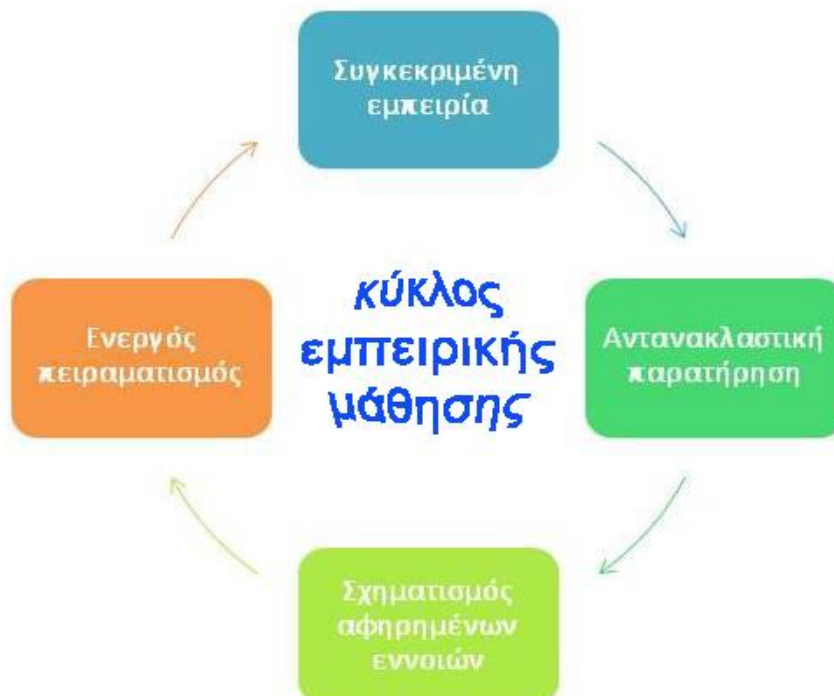 Συγκεκριμένη
εμπειρία
Αντανακλαστική
παρατήρηση
Σχηματισμός
αφηρημένων
εννοιών
Ενεργός
πειραματισμός
κύκλος
εμπειρικής
μάθησης